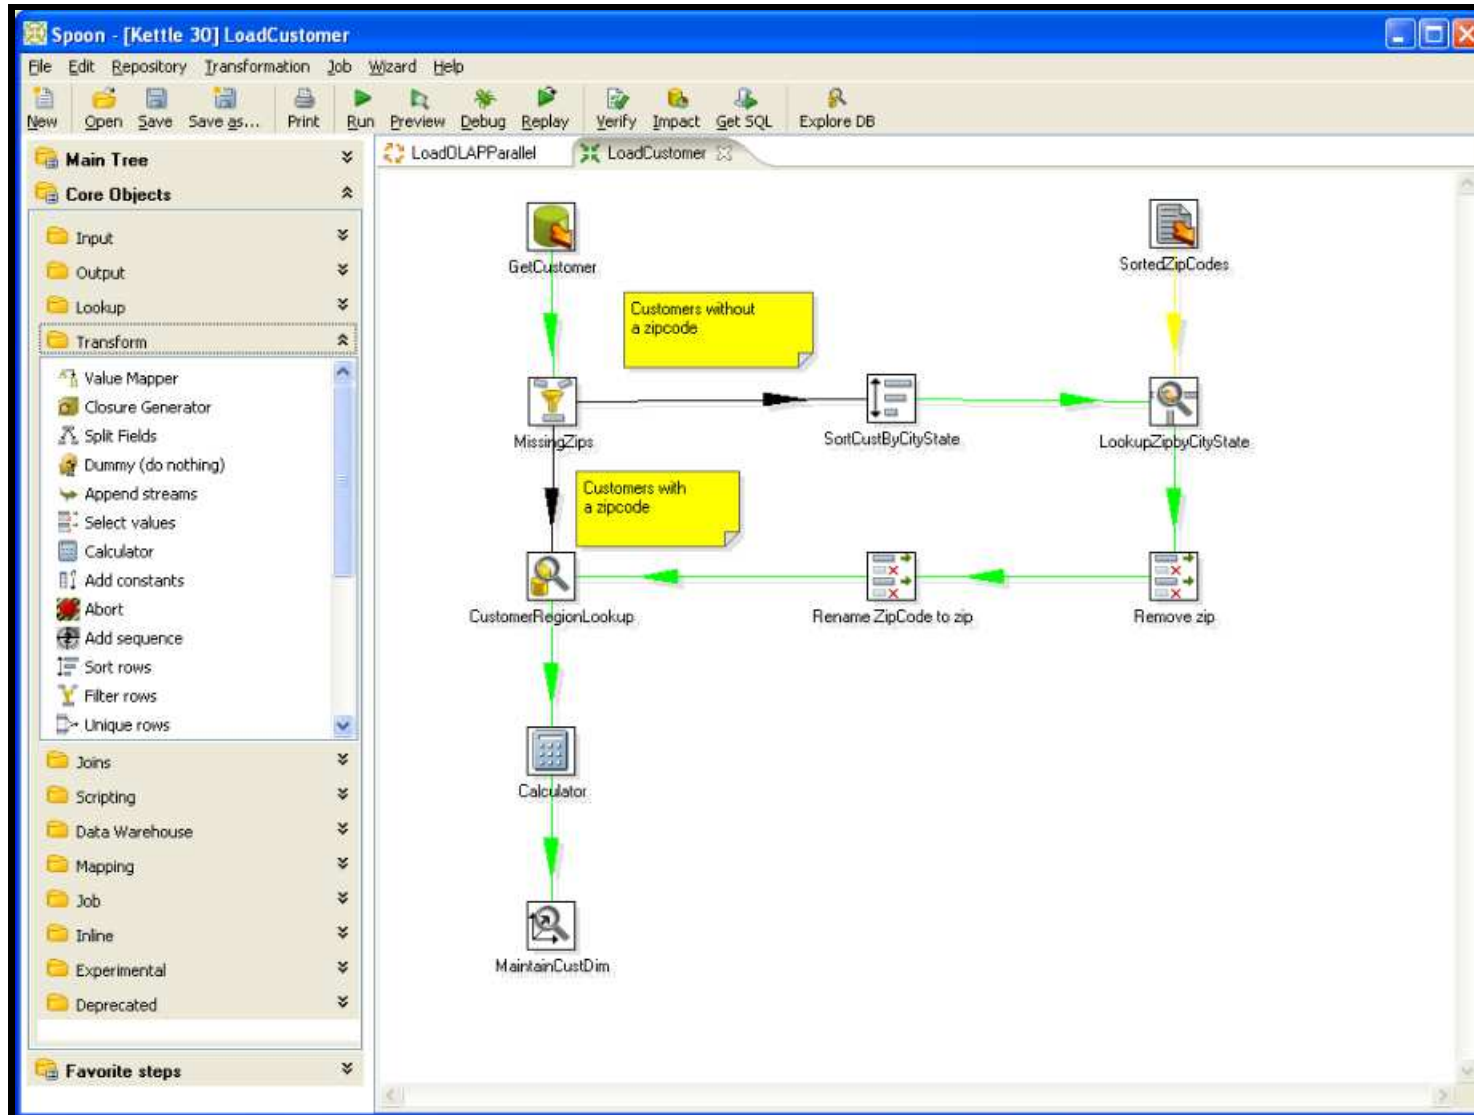 Spoon - [Kettle 30] LoadCustomer
File Edit Repository Transformation Job Wizard Help
New Open Save Save as... Print Run Preview Debug Replay Verify Impact Get SQL Explore DB
Main Tree
Core Objects
Input
Output
Lookup
Transform
Value Mapper
Closure Generator
Split Fields
Dummy (do nothing)
Append streams
Select values
Calculator
Add constants
Abort
Add sequence
Sort rows
Filter rows
Unique rows
Joins
Scripting
Data Warehouse
Mapping
Job
Inline
Experimental
Deprecated
Favorite steps
LoadOLAPParallel LoadCustomer
GetCustomer
SortedZipCodes
Customers without
a zipcode
MissingZips
SortCustByCityState
LookupZipbyCityState
Customers with
a zipcode
CustomerRegionLookup
Rename ZipCode to zip
Remove zip
Calculator
MaintainCustDim